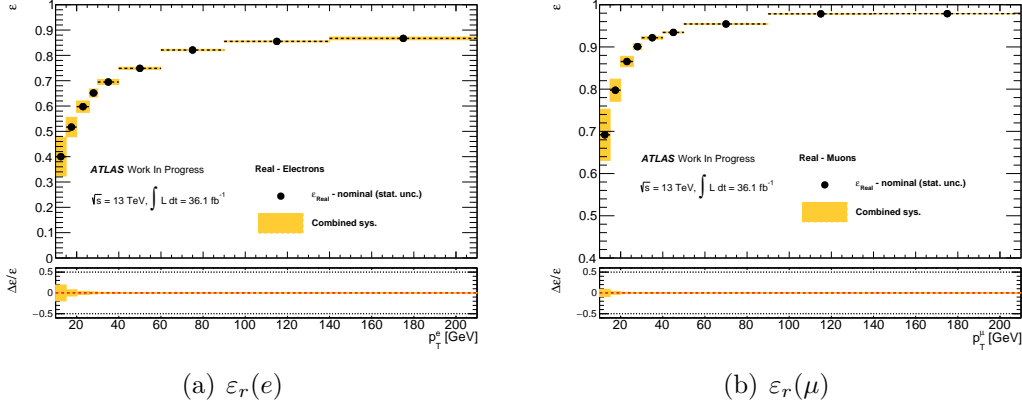 ε
1
0.9
0.8
0.7
0.6
0.5
0.4
0.3
0.2
0.1
0
ATLAS Work In Progress
√s = 13 TeV, ∫ L dt = 36.1 fb⁻¹
Real - Electrons
ε_Real - nominal (stat. unc.)
Combined sys.
Δε/ε
0.5
0
−0.5
20 40 60 80 100 120 140 160 180 200
p_T^e [GeV]
(a) ε_r(e)
ε
1
0.9
0.8
0.7
0.6
0.5
0.4
ATLAS Work In Progress
√s = 13 TeV, ∫ L dt = 36.1 fb⁻¹
Real - Muons
ε_Real - nominal (stat. unc.)
Combined sys.
Δε/ε
0.5
0
−0.5
20 40 60 80 100 120 140 160 180 200
p_T^μ [GeV]
(b) ε_r(μ)